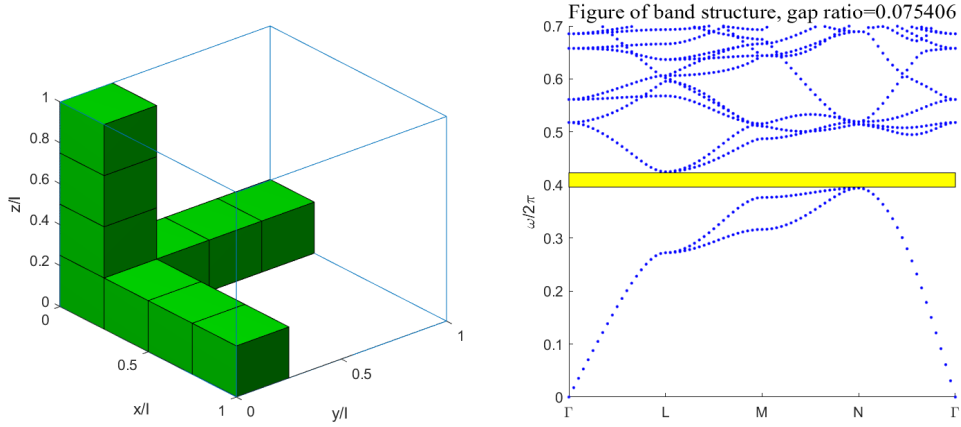 Figure of band structure, gap ratio=0.075406
z/l
1
0.8
0.6
0.4
0.2
0
0
0.5
1
x/l
0
0.5
1
y/l
ω/2π
0.7
0.6
0.5
0.4
0.3
0.2
0.1
0
Γ
L
M
N
Γ